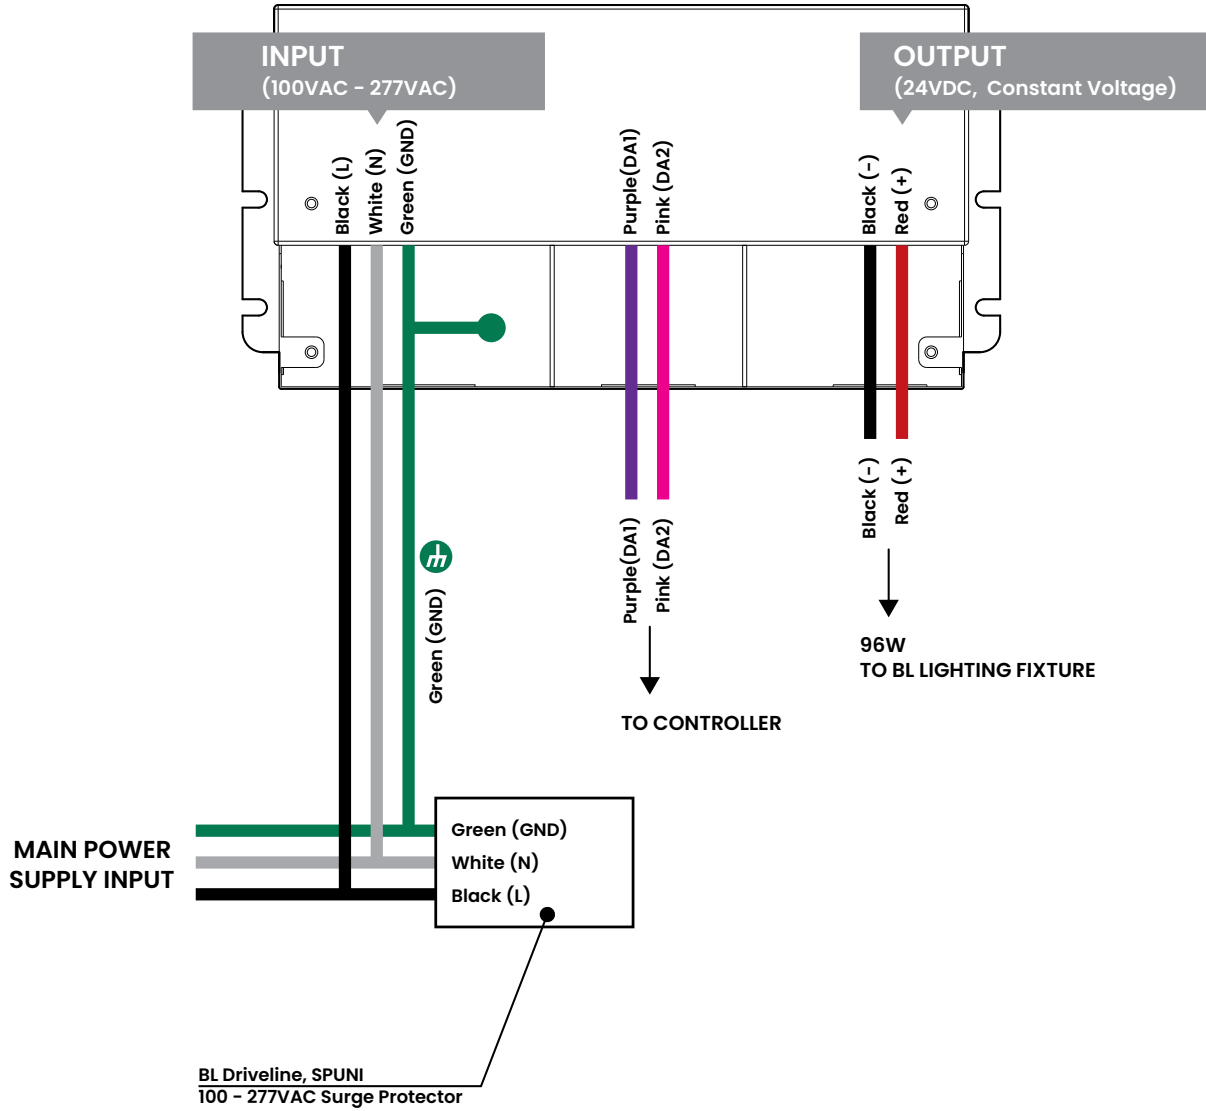 INPUT
(100VAC - 277VAC)
OUTPUT
(24VDC, Constant Voltage)
Black (L)
White (N)
Green (GND)
Purple(DA1)
Pink (DA2)
Black (-)
Red (+)
Black (-)
Red (+)
Purple(DA1)
Pink (DA2)
Green (GND)
96W
TO BL LIGHTING FIXTURE
TO CONTROLLER
MAIN POWER
SUPPLY INPUT
Green (GND)
White (N)
Black (L)
BL Driveline, SPUNI
100 - 277VAC Surge Protector